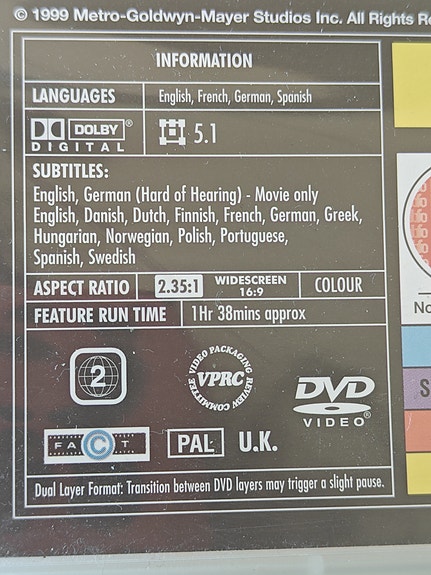 © 1999 Metro-Goldwyn-Mayer Studios Inc. All Rights
INFORMATION
LANGUAGES English, French, German, Spanish
DOLBY® DIGITAL 5.1
SUBTITLES:
English, German (Hard of Hearing) - Movie only
English, Danish, Dutch, Finnish, French, German, Greek,
Hungarian, Norwegian, Polish, Portuguese,
Spanish, Swedish
ASPECT RATIO 2.35:1 WIDESCREEN 16:9 COLOUR
FEATURE RUN TIME 1Hr 38mins approx
2
VIDEO PACKAGING REVIEW COMMITTEE
VPRC
DVD
VIDEO®
FACT PAL U.K.
Dual Layer Format: Transition between DVD layers may trigger a slight pause.